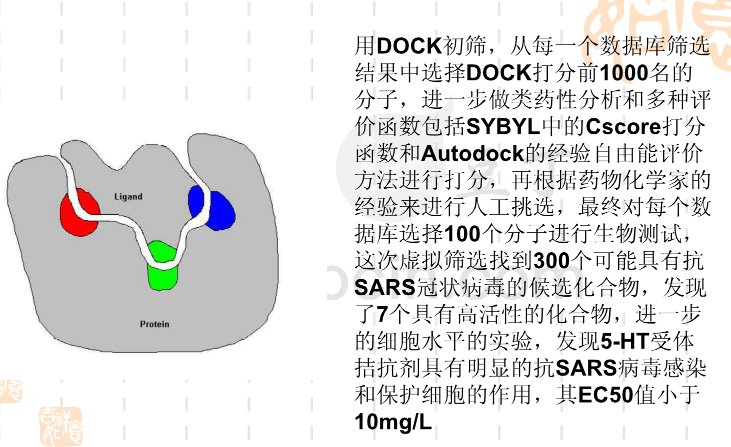 Ligand
Protein
用DOCK初筛，从每一个数据库筛选
结果中选择DOCK打分前1000名的
分子，进一步做类药性分析和多种评
价函数包括SYBYL中的Cscore打分
函数和Autodock的经验自由能评价
方法进行打分，再根据药物化学家的
经验来进行人工挑选，最终对每个数
据库选择100个分子进行生物测试，
这次虚拟筛选找到300个可能具有抗
SARS冠状病毒的候选化合物，发现
了7个具有高活性的化合物，进一步
的细胞水平的实验，发现5-HT受体
拮抗剂具有明显的抗SARS病毒感染
和保护细胞的作用，其EC50值小于
10mg/L